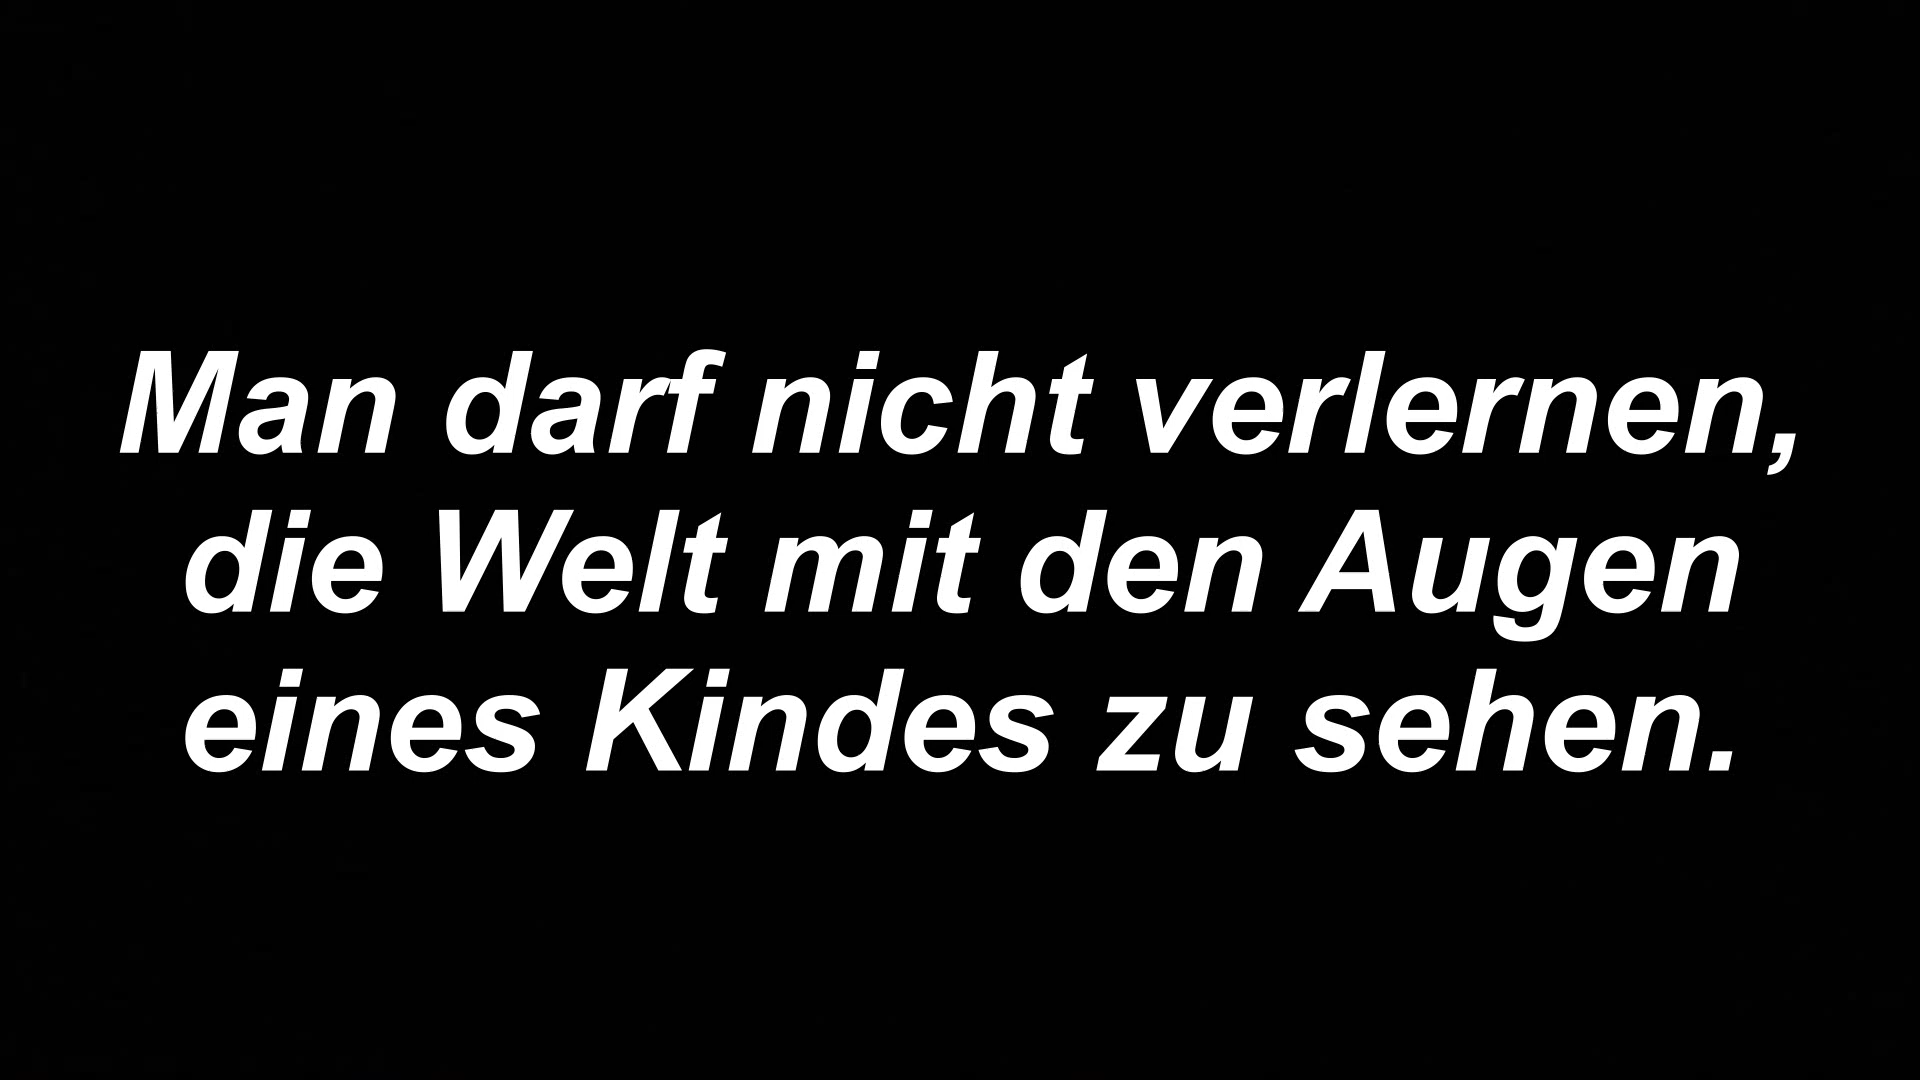 Man darf nicht verlernen,
die Welt mit den Augen
eines Kindes zu sehen.